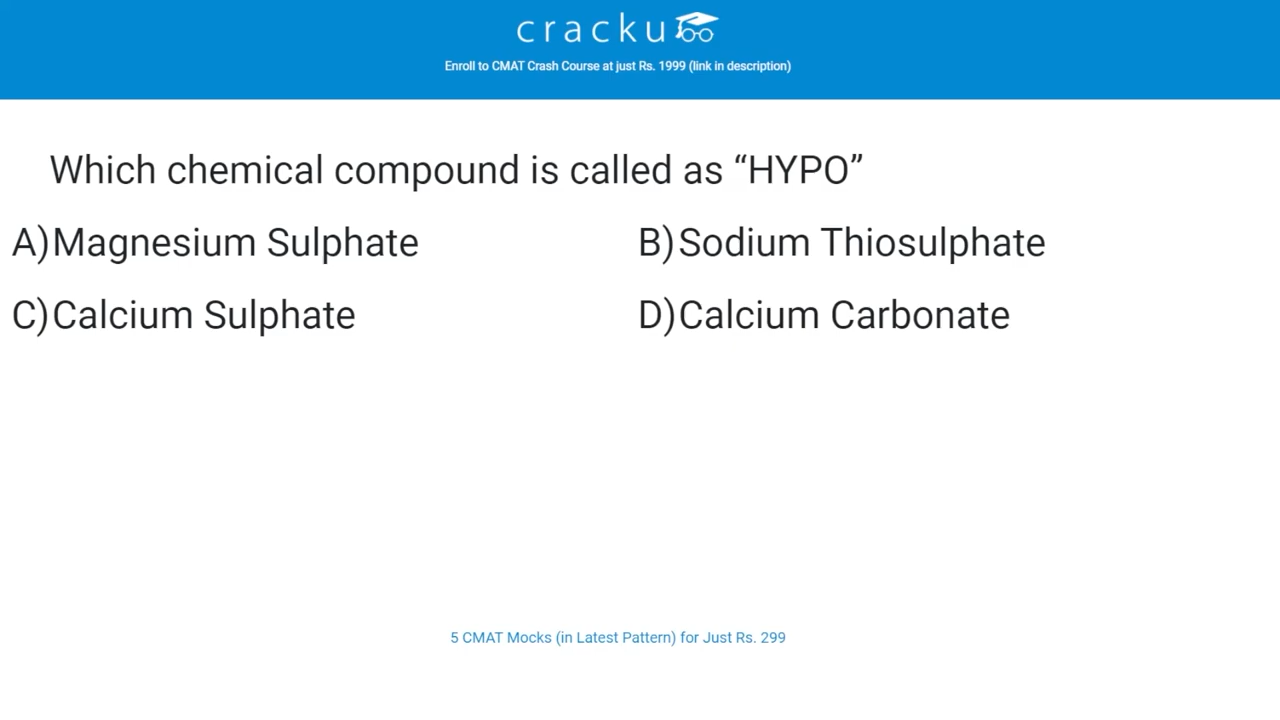 cracku
Enroll to CMAT Crash Course at just Rs. 1999 (link in description)
Which chemical compound is called as “HYPO”
A)Magnesium Sulphate
B)Sodium Thiosulphate
C)Calcium Sulphate
D)Calcium Carbonate
5 CMAT Mocks (in Latest Pattern) for Just Rs. 299